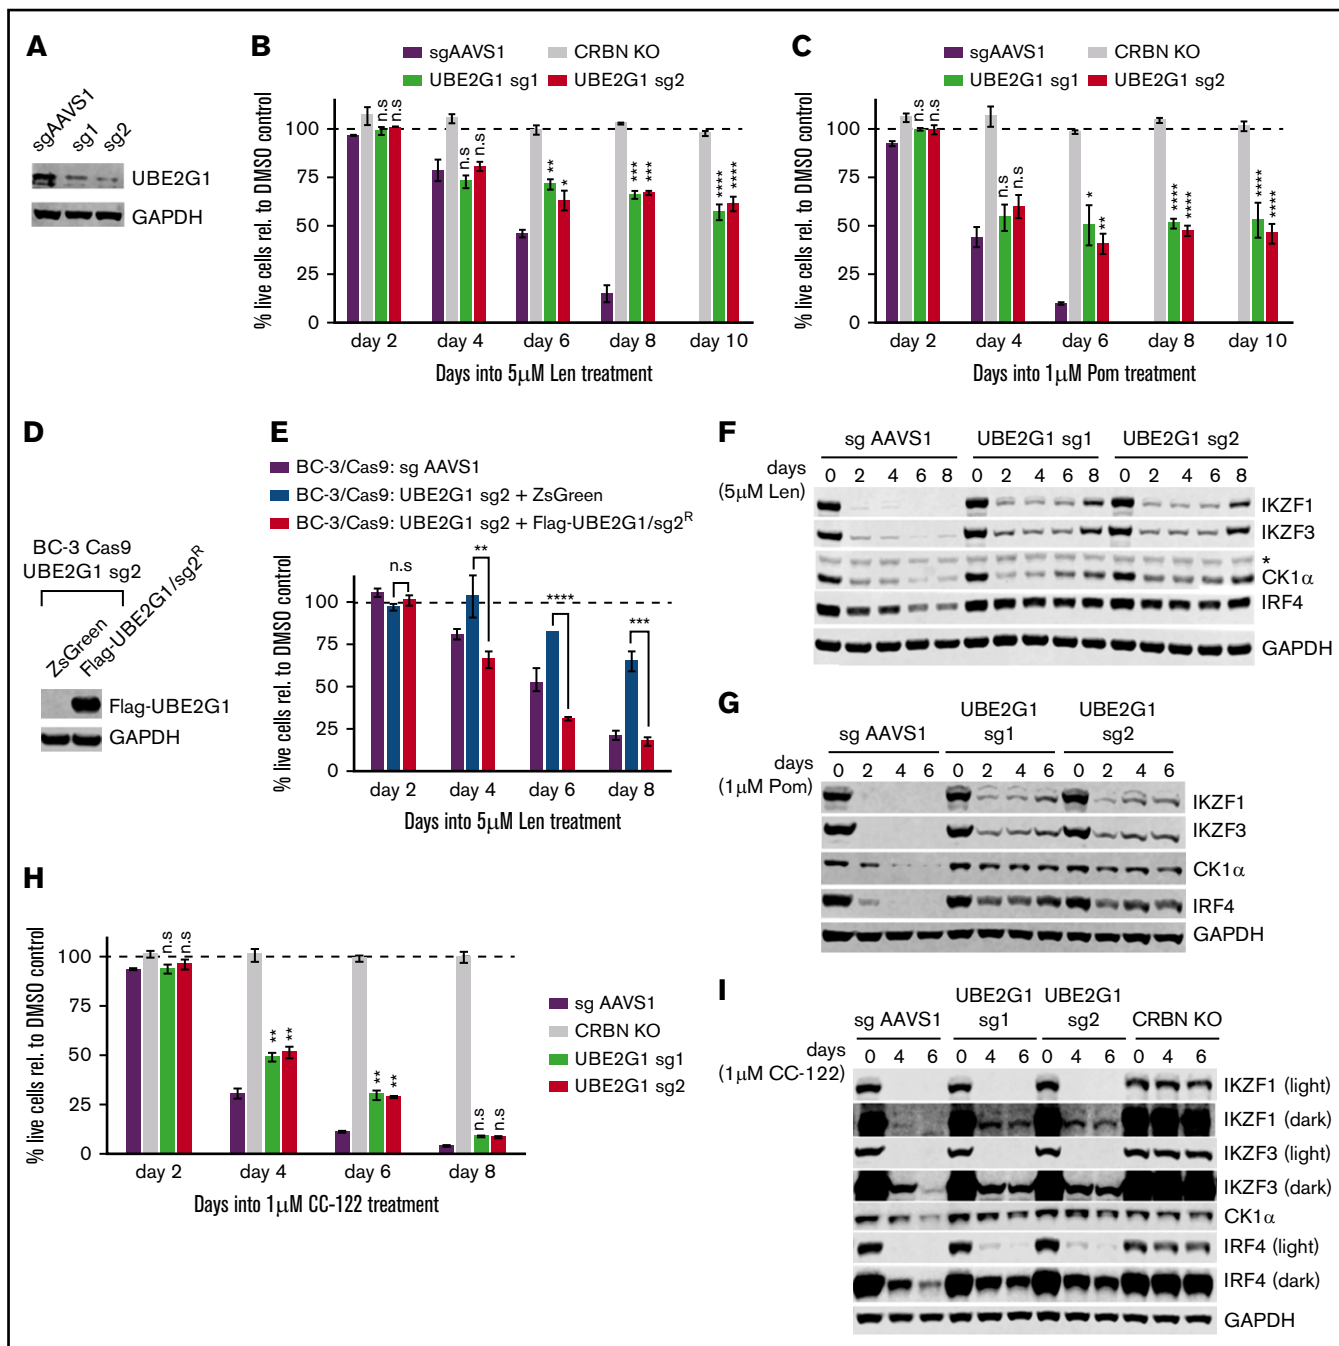 A
sgAAVS1
sg1
sg2
UBE2G1
GAPDH
B
sgAAVS1
CRBN KO
UBE2G1 sg1
UBE2G1 sg2
% live cells rel. to DMSO control
100
75
50
25
0
n.s
n.s
n.s
n.s
**
*
***
***
****
****
day 2
day 4
day 6
day 8
day 10
Days into 5μM Len treatment
C
sgAAVS1
CRBN KO
UBE2G1 sg1
UBE2G1 sg2
% live cells rel. to DMSO control
100
75
50
25
0
n.s
n.s
n.s
n.s
*
**
****
****
****
****
day 2
day 4
day 6
day 8
day 10
Days into 1μM Pom treatment
D
BC-3 Cas9
UBE2G1 sg2
ZsGreen
Flag-UBE2G1/sg2R
Flag-UBE2G1
GAPDH
E
BC-3/Cas9: sg AAVS1
BC-3/Cas9: UBE2G1 sg2 + ZsGreen
BC-3/Cas9: UBE2G1 sg2 + Flag-UBE2G1/sg2R
% live cells rel. to DMSO control
100
75
50
25
0
n.s
**
****
***
day 2
day 4
day 6
day 8
Days into 5μM Len treatment
F
sg AAVS1
UBE2G1 sg1
UBE2G1 sg2
days
(5μM Len)
0 2 4 6 8 0 2 4 6 8 0 2 4 6 8
IKZF1
IKZF3
*
CK1α
IRF4
GAPDH
G
sg AAVS1
UBE2G1
sg1
UBE2G1
sg2
days
(1μM Pom)
0 2 4 6 0 2 4 6 0 2 4 6
IKZF1
IKZF3
CK1α
IRF4
GAPDH
H
% live cells rel. to DMSO control
100
75
50
25
0
n.s
n.s
**
**
**
**
n.s
n.s
day 2
day 4
day 6
day 8
Days into 1μM CC-122 treatment
sg AAVS1
CRBN KO
UBE2G1 sg1
UBE2G1 sg2
I
sg AAVS1
UBE2G1
sg1
UBE2G1
sg2
CRBN KO
days
(1μM CC-122)
0 4 6 0 4 6 0 4 6 0 4 6
IKZF1 (light)
IKZF1 (dark)
IKZF3 (light)
IKZF3 (dark)
CK1α
IRF4 (light)
IRF4 (dark)
GAPDH